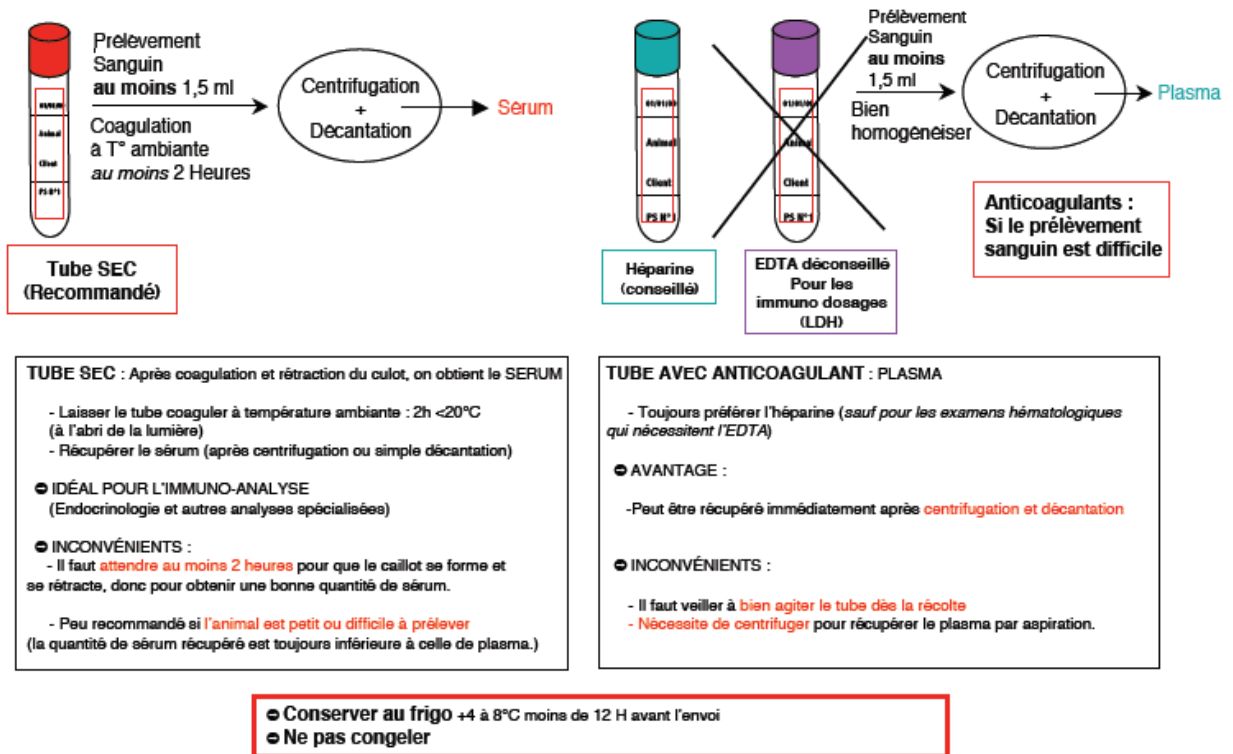 Prélèvement
Sanguin
au moins 1,5 ml
Coagulation
à T° ambiante
au moins 2 Heures
Centrifugation
+
Décantation
Sérum
01/01/00
Animal
Client
PS N°1
Tube SEC
(Recommandé)
01/01/00
Animal
Client
PS N°1
Héparine
(conseillé)
01/01/00
Animal
Client
PS N°1
EDTA déconseillé
Pour les
immuno dosages
(LDH)
Prélèvement
Sanguin
au moins
1,5 ml
Bien
homogénéiser
Centrifugation
+
Décantation
Plasma
Anticoagulants :
Si le prélèvement
sanguin est difficile
TUBE SEC : Après coagulation et rétraction du culot, on obtient le SERUM
- Laisser le tube coaguler à température ambiante : 2h <20°C
(à l'abri de la lumière)
- Récupérer le sérum (après centrifugation ou simple décantation)
IDÉAL POUR L'IMMUNO-ANALYSE
(Endocrinologie et autres analyses spécialisées)
INCONVÉNIENTS :
- Il faut attendre au moins 2 heures pour que le caillot se forme et
se rétracte, donc pour obtenir une bonne quantité de sérum.
- Peu recommandé si l'animal est petit ou difficile à prélever
(la quantité de sérum récupéré est toujours inférieure à celle de plasma.)
TUBE AVEC ANTICOAGULANT : PLASMA
- Toujours préférer l'héparine (sauf pour les examens hématologiques
qui nécessitent l'EDTA)
AVANTAGE :
-Peut être récupéré immédiatement après centrifugation et décantation
INCONVÉNIENTS :
- Il faut veiller à bien agiter le tube dès la récolte
- Nécessite de centrifuger pour récupérer le plasma par aspiration.
Conserver au frigo +4 à 8°C moins de 12 H avant l'envoi
Ne pas congeler